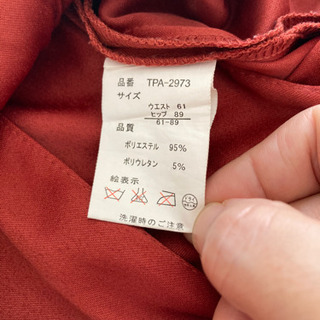 品番 TPA-2973
サイズ
ウエスト 61
ヒップ 89
61-89
品質
ポリエステル 95%
ポリウレタン 5%
絵表示
洗濯時のご注意